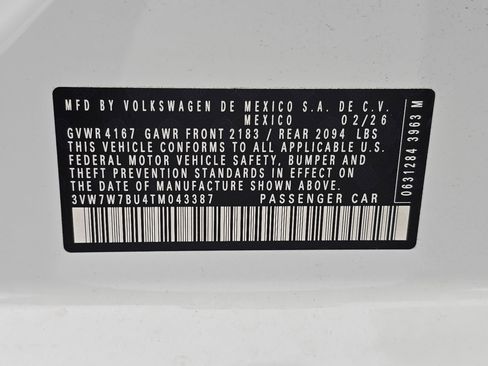 MFD BY VOLKSWAGEN DE MEXICO S.A. DE C.V.
MEXICO 02/26
GVWR 4167 GAWR FRONT 2183 / REAR 2094 LBS
THIS VEHICLE CONFORMS TO ALL APPLICABLE U.S.
FEDERAL MOTOR VEHICLE SAFETY, BUMPER AND
THEFT PREVENTION STANDARDS IN EFFECT ON THE
DATE OF MANUFACTURE SHOWN ABOVE.
3VW7W7BU4TM043387 PASSENGER CAR
0631284 3963 M